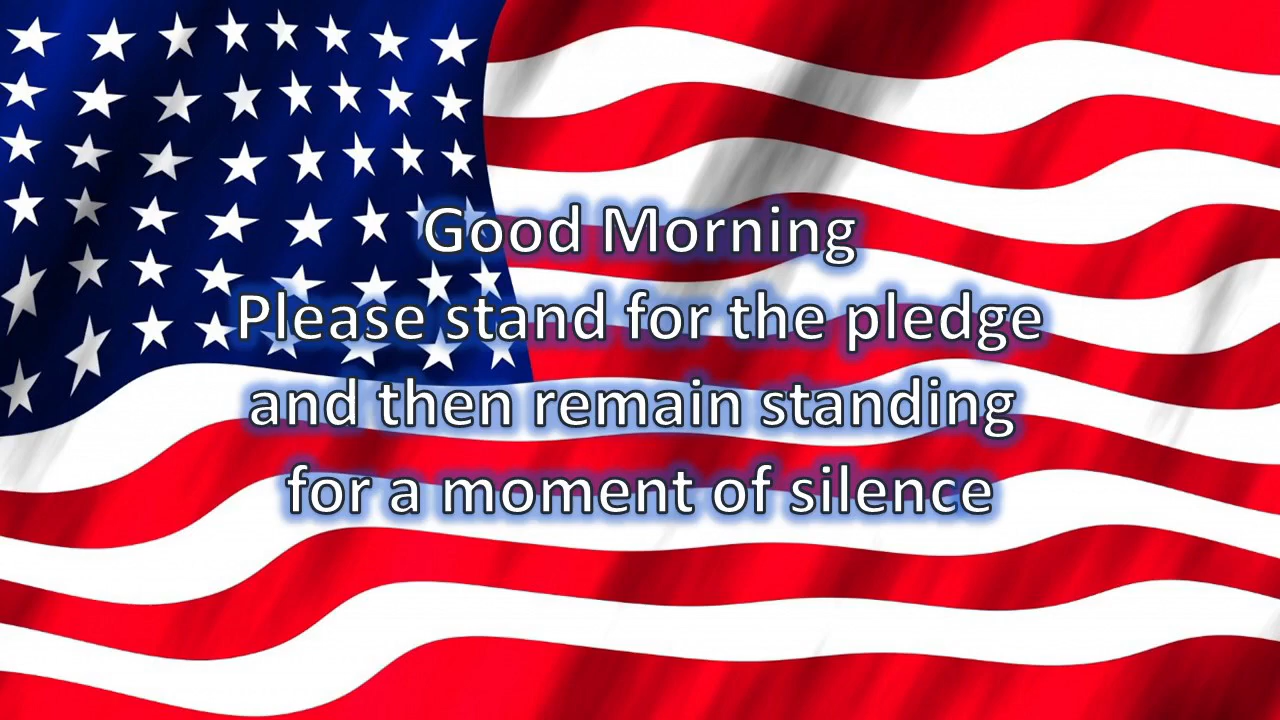 Good Morning
Please stand for the pledge
and then remain standing
for a moment of silence